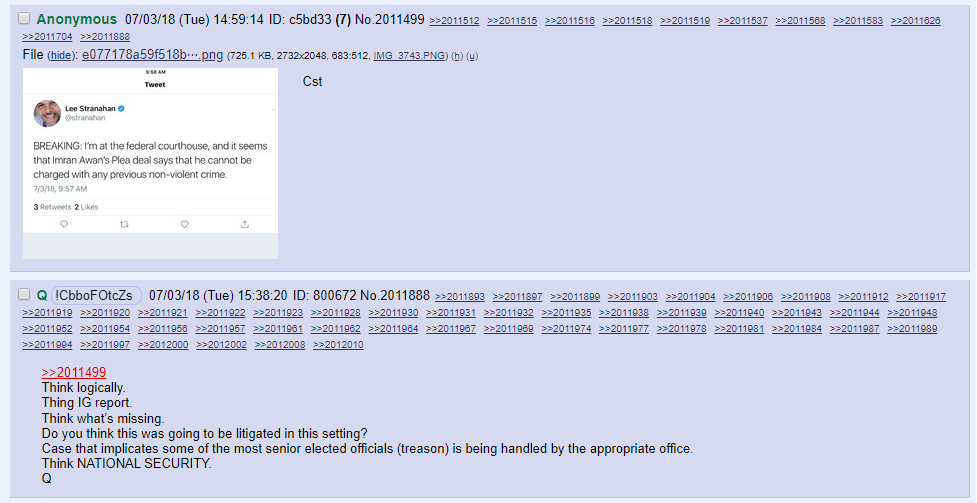 Anonymous 07/03/18 (Tue) 14:59:14 ID: c5bd33 (7) No.2011499 >>2011512 >>2011515 >>2011516 >>2011518 >>2011519 >>2011537 >>2011568 >>2011583 >>2011626
>>2011704 >>2011888
File (hide): e077178a59f518b⋯.png (725.1 KB, 2732x2048, 683:512, IMG_3743.PNG) (h) (u)
9:58 AM
Tweet
Lee Stranahan
@stranahan
BREAKING: I'm at the federal courthouse, and it seems
that Imran Awan's Plea deal says that he cannot be
charged with any previous non-violent crime.
7/3/18, 9:57 AM
3 Retweets 2 Likes
Cst
Q !CbboFOtcZs 07/03/18 (Tue) 15:38:20 ID: 800672 No.2011888 >>2011893 >>2011897 >>2011899 >>2011903 >>2011904 >>2011906 >>2011908 >>2011912 >>2011917
>>2011919 >>2011920 >>2011921 >>2011922 >>2011923 >>2011928 >>2011930 >>2011931 >>2011932 >>2011935 >>2011938 >>2011939 >>2011940 >>2011943 >>2011944 >>2011948
>>2011952 >>2011954 >>2011956 >>2011957 >>2011961 >>2011962 >>2011964 >>2011967 >>2011969 >>2011974 >>2011977 >>2011978 >>2011981 >>2011984 >>2011987 >>2011989
>>2011994 >>2011997 >>2012000 >>2012002 >>2012008 >>2012010
>>2011499
Think logically.
Thing IG report.
Think what's missing.
Do you think this was going to be litigated in this setting?
Case that implicates some of the most senior elected officials (treason) is being handled by the appropriate office.
Think NATIONAL SECURITY.
Q